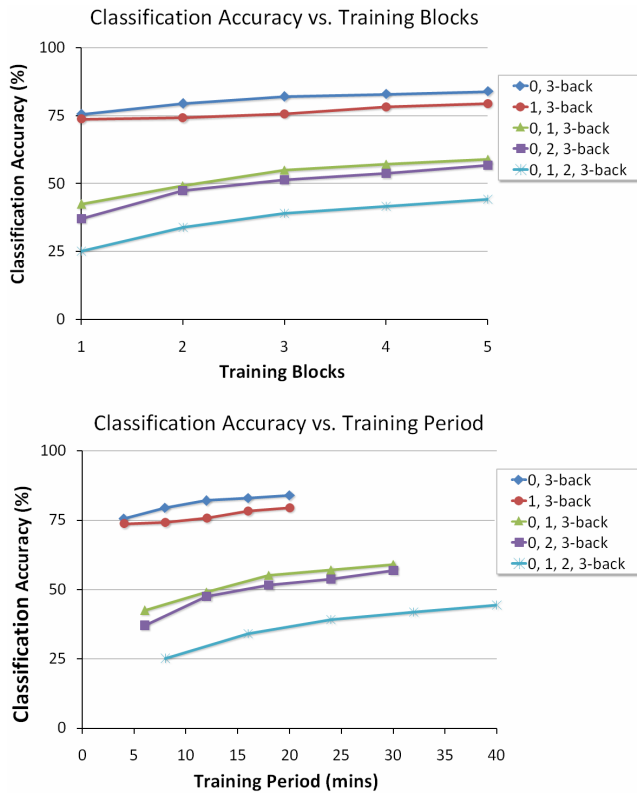 Classification Accuracy vs. Training Blocks
Classification Accuracy (%)
100
75
50
25
0
1 2 3 4 5
Training Blocks
0, 3-back
1, 3-back
0, 1, 3-back
0, 2, 3-back
0, 1, 2, 3-back
Classification Accuracy vs. Training Period
Classification Accuracy (%)
100
75
50
25
0
0 5 10 15 20 25 30 35 40
Training Period (mins)
0, 3-back
1, 3-back
0, 1, 3-back
0, 2, 3-back
0, 1, 2, 3-back